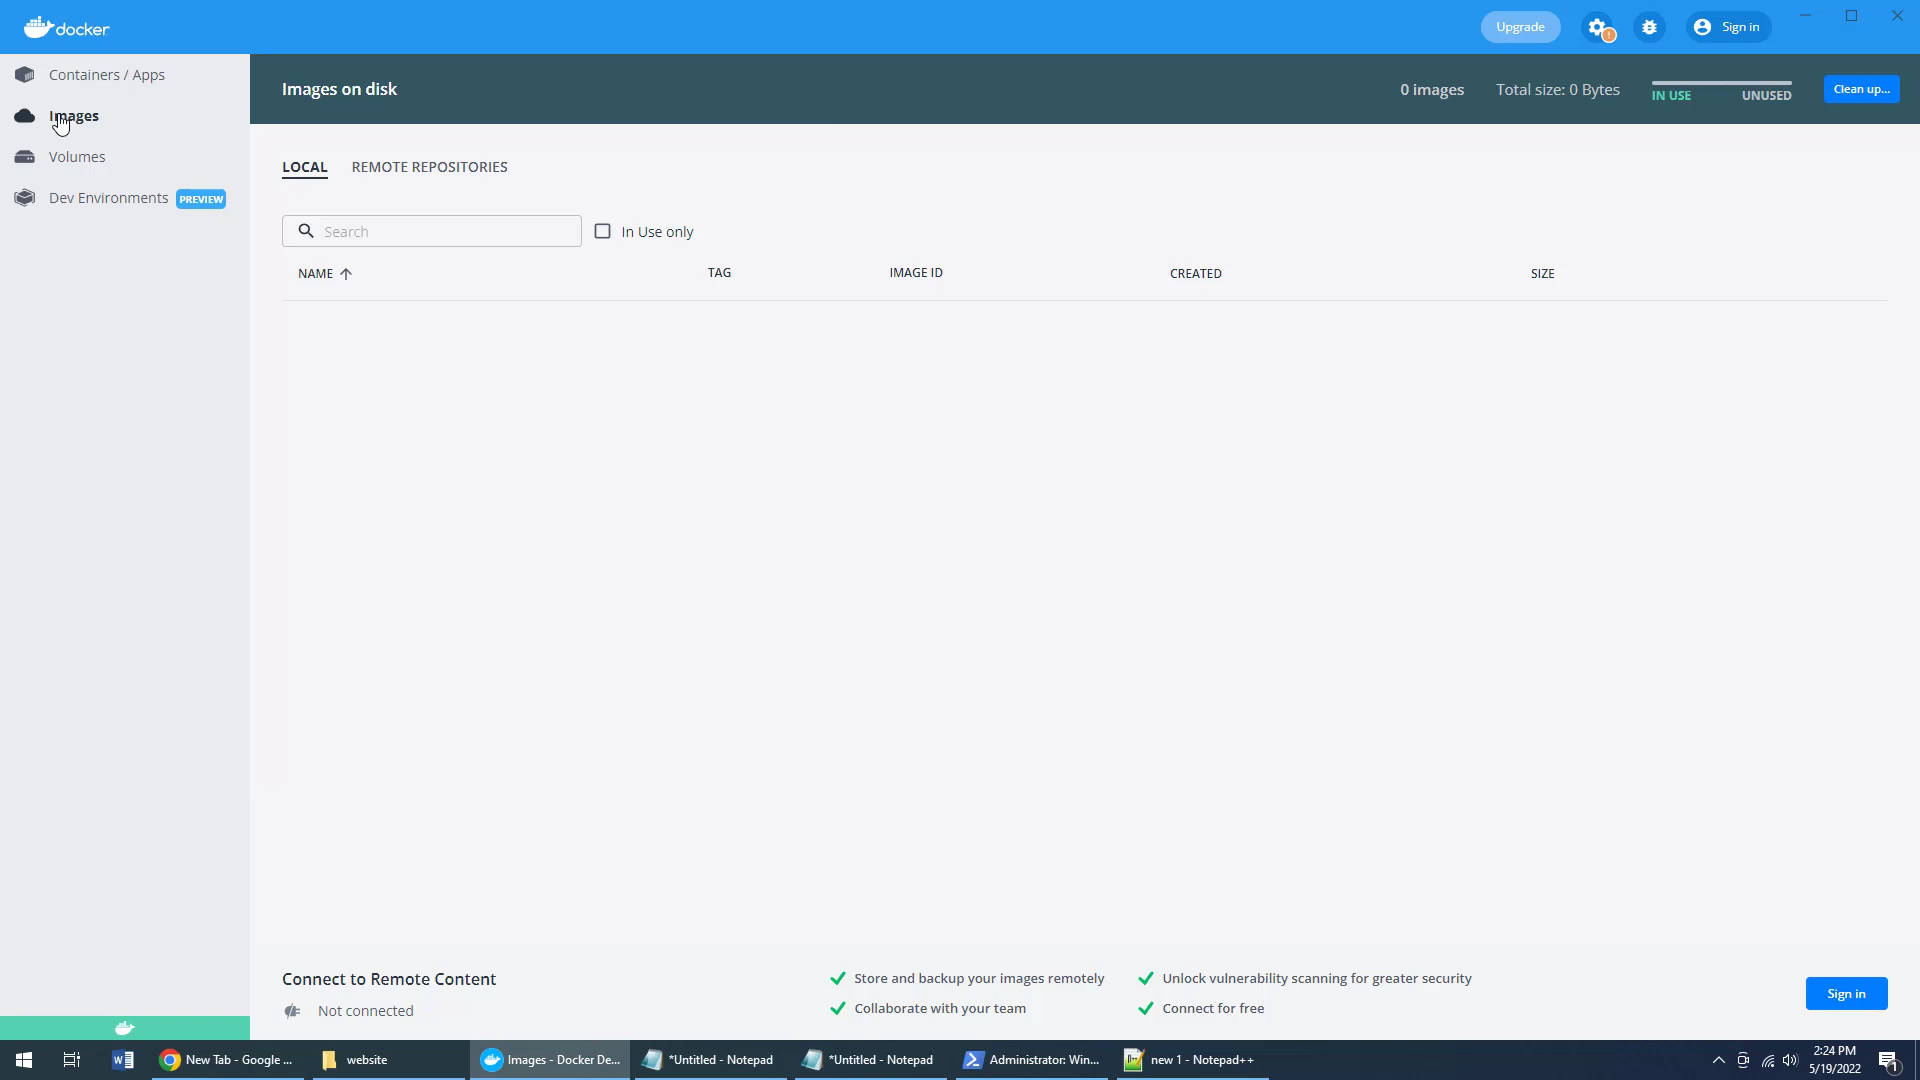 docker
Upgrade
Sign in
Containers / Apps
Images
Volumes
Dev Environments PREVIEW
Images on disk
0 images
Total size: 0 Bytes
IN USE
UNUSED
Clean up...
LOCAL
REMOTE REPOSITORIES
Search
In Use only
NAME
TAG
IMAGE ID
CREATED
SIZE
Connect to Remote Content
Not connected
Store and backup your images remotely
Collaborate with your team
Unlock vulnerability scanning for greater security
Connect for free
Sign in
New Tab - Google ...
website
Images - Docker De...
*Untitled - Notepad
*Untitled - Notepad
Administrator: Win...
new 1 - Notepad++
2:24 PM
5/19/2022
1